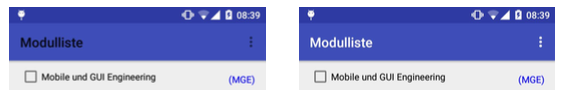 08:39
Modulliste
Mobile und GUI Engineering (MGE)
08:39
Modulliste
Mobile und GUI Engineering (MGE)